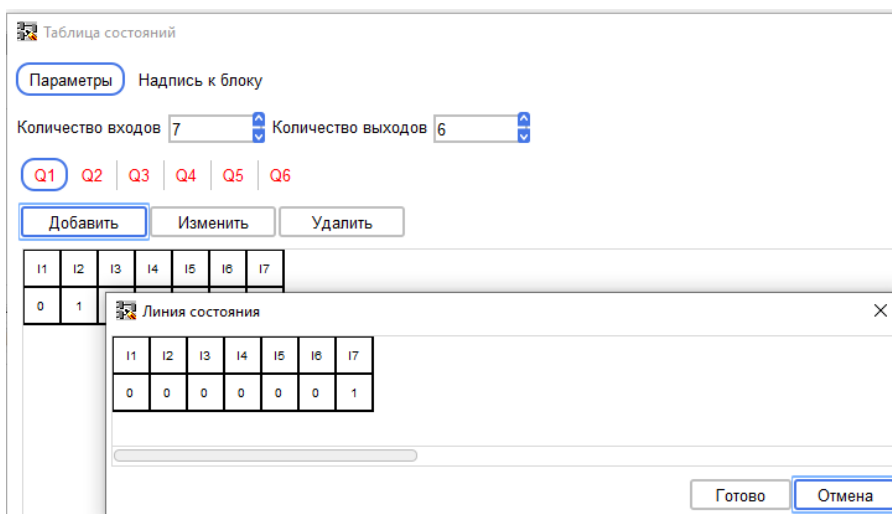 Таблица состояний
Параметры Надпись к блоку
Количество входов 7 Количество выходов 6
Q1 Q2 Q3 Q4 Q5 Q6
Добавить Изменить Удалить
I1 I2 I3 I4 I5 I6 I7
0 1
Линия состояния
I1 I2 I3 I4 I5 I6 I7
0 0 0 0 0 0 1
Готово Отмена